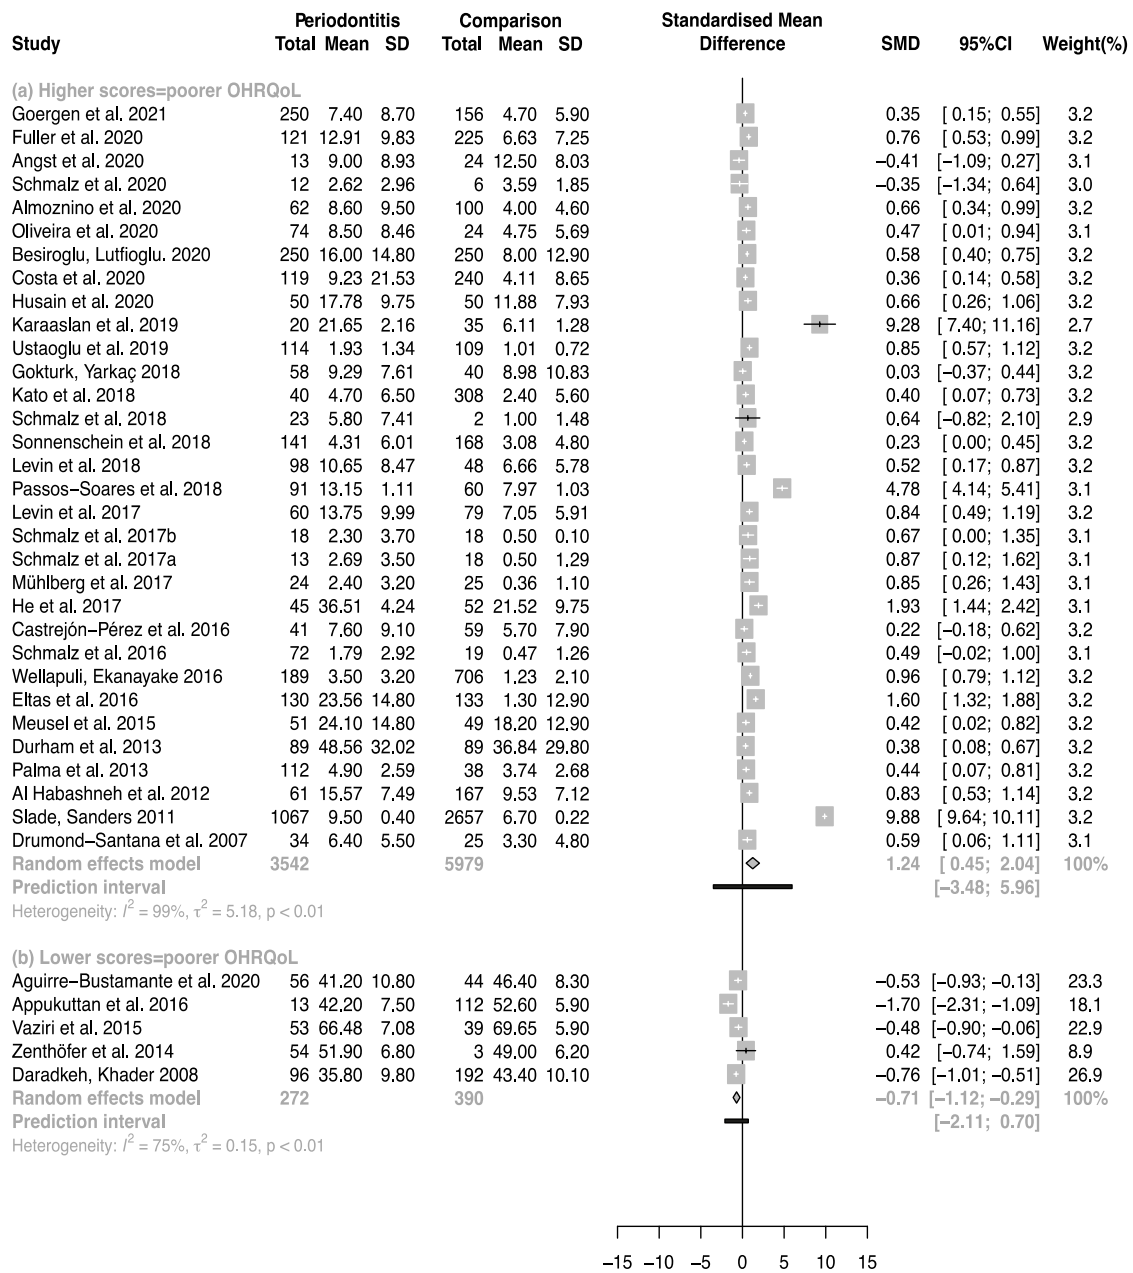 Periodontitis Comparison Standardised Mean
Study Total Mean SD Total Mean SD Difference SMD 95%CI Weight(%)
(a) Higher scores=poorer OHRQoL
Goergen et al. 2021 250 7.40 8.70 156 4.70 5.90 0.35 [ 0.15; 0.55] 3.2
Fuller et al. 2020 121 12.91 9.83 225 6.63 7.25 0.76 [ 0.53; 0.99] 3.2
Angst et al. 2020 13 9.00 8.93 24 12.50 8.03 −0.41 [−1.09; 0.27] 3.1
Schmalz et al. 2020 12 2.62 2.96 6 3.59 1.85 −0.35 [−1.34; 0.64] 3.0
Almoznino et al. 2020 62 8.60 9.50 100 4.00 4.60 0.66 [ 0.34; 0.99] 3.2
Oliveira et al. 2020 74 8.50 8.46 24 4.75 5.69 0.47 [ 0.01; 0.94] 3.1
Besiroglu, Lutfioglu. 2020 250 16.00 14.80 250 8.00 12.90 0.58 [ 0.40; 0.75] 3.2
Costa et al. 2020 119 9.23 21.53 240 4.11 8.65 0.36 [ 0.14; 0.58] 3.2
Husain et al. 2020 50 17.78 9.75 50 11.88 7.93 0.66 [ 0.26; 1.06] 3.2
Karaaslan et al. 2019 20 21.65 2.16 35 6.11 1.28 9.28 [ 7.40; 11.16] 2.7
Ustaoglu et al. 2019 114 1.93 1.34 109 1.01 0.72 0.85 [ 0.57; 1.12] 3.2
Gokturk, Yarkaç 2018 58 9.29 7.61 40 8.98 10.83 0.03 [−0.37; 0.44] 3.2
Kato et al. 2018 40 4.70 6.50 308 2.40 5.60 0.40 [ 0.07; 0.73] 3.2
Schmalz et al. 2018 23 5.80 7.41 2 1.00 1.48 0.64 [−0.82; 2.10] 2.9
Sonnenschein et al. 2018 141 4.31 6.01 168 3.08 4.80 0.23 [ 0.00; 0.45] 3.2
Levin et al. 2018 98 10.65 8.47 48 6.66 5.78 0.52 [ 0.17; 0.87] 3.2
Passos−Soares et al. 2018 91 13.15 1.11 60 7.97 1.03 4.78 [ 4.14; 5.41] 3.1
Levin et al. 2017 60 13.75 9.99 79 7.05 5.91 0.84 [ 0.49; 1.19] 3.2
Schmalz et al. 2017b 18 2.30 3.70 18 0.50 0.10 0.67 [ 0.00; 1.35] 3.1
Schmalz et al. 2017a 13 2.69 3.50 18 0.50 1.29 0.87 [ 0.12; 1.62] 3.1
Mühlberg et al. 2017 24 2.40 3.20 25 0.36 1.10 0.85 [ 0.26; 1.43] 3.1
He et al. 2017 45 36.51 4.24 52 21.52 9.75 1.93 [ 1.44; 2.42] 3.1
Castrejón−Pérez et al. 2016 41 7.60 9.10 59 5.70 7.90 0.22 [−0.18; 0.62] 3.2
Schmalz et al. 2016 72 1.79 2.92 19 0.47 1.26 0.49 [−0.02; 1.00] 3.1
Wellapuli, Ekanayake 2016 189 3.50 3.20 706 1.23 2.10 0.96 [ 0.79; 1.12] 3.2
Eltas et al. 2016 130 23.56 14.80 133 1.30 12.90 1.60 [ 1.32; 1.88] 3.2
Meusel et al. 2015 51 24.10 14.80 49 18.20 12.90 0.42 [ 0.02; 0.82] 3.2
Durham et al. 2013 89 48.56 32.02 89 36.84 29.80 0.38 [ 0.08; 0.67] 3.2
Palma et al. 2013 112 4.90 2.59 38 3.74 2.68 0.44 [ 0.07; 0.81] 3.2
Al Habashneh et al. 2012 61 15.57 7.49 167 9.53 7.12 0.83 [ 0.53; 1.14] 3.2
Slade, Sanders 2011 1067 9.50 0.40 2657 6.70 0.22 9.88 [ 9.64; 10.11] 3.2
Drumond−Santana et al. 2007 34 6.40 5.50 25 3.30 4.80 0.59 [ 0.06; 1.11] 3.1
Random effects model 3542 5979 1.24 [ 0.45; 2.04] 100%
Prediction interval [−3.48; 5.96]
Heterogeneity: I² = 99%, τ² = 5.18, p < 0.01
(b) Lower scores=poorer OHRQoL
Aguirre−Bustamante et al. 2020 56 41.20 10.80 44 46.40 8.30 −0.53 [−0.93; −0.13] 23.3
Appukuttan et al. 2016 13 42.20 7.50 112 52.60 5.90 −1.70 [−2.31; −1.09] 18.1
Vaziri et al. 2015 53 66.48 7.08 39 69.65 5.90 −0.48 [−0.90; −0.06] 22.9
Zenthöfer et al. 2014 54 51.90 6.80 3 49.00 6.20 0.42 [−0.74; 1.59] 8.9
Daradkeh, Khader 2008 96 35.80 9.80 192 43.40 10.10 −0.76 [−1.01; −0.51] 26.9
Random effects model 272 390 −0.71 [−1.12; −0.29] 100%
Prediction interval [−2.11; 0.70]
Heterogeneity: I² = 75%, τ² = 0.15, p < 0.01
−15 −10 −5 0 5 10 15